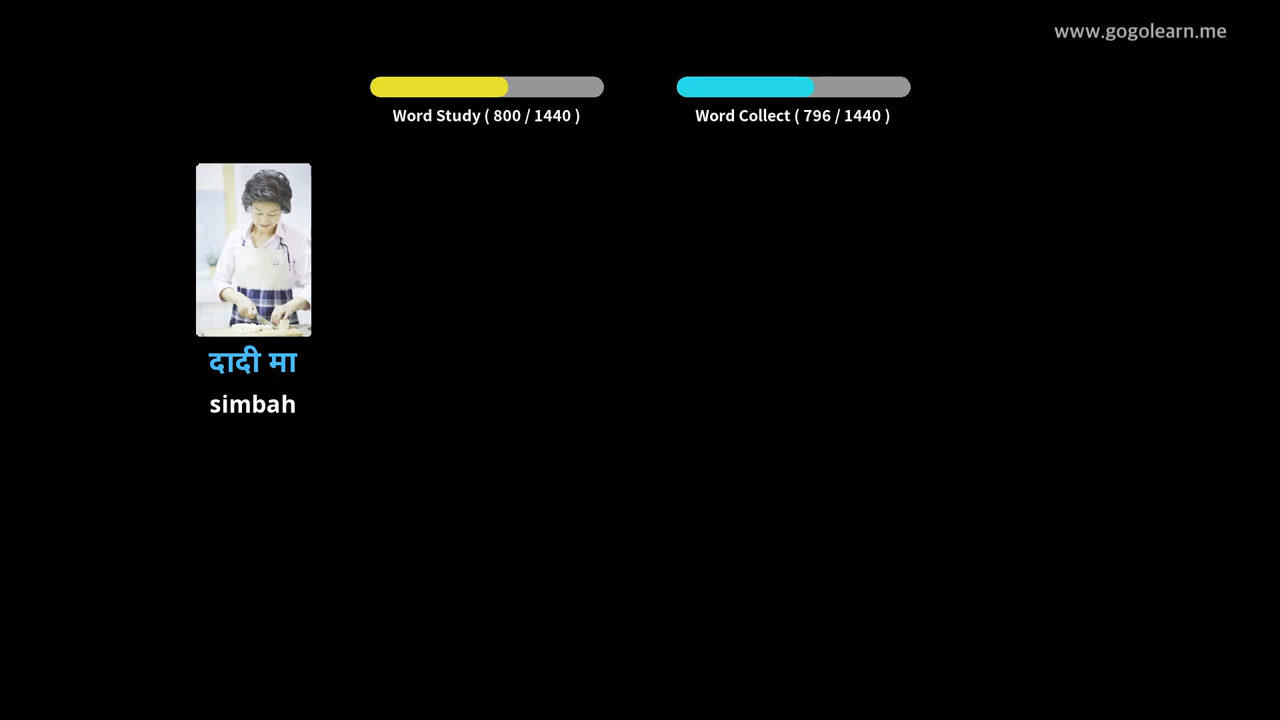 www.gogolearn.me
Word Study ( 800 / 1440 )
Word Collect ( 796 / 1440 )
दादी मा
simbah